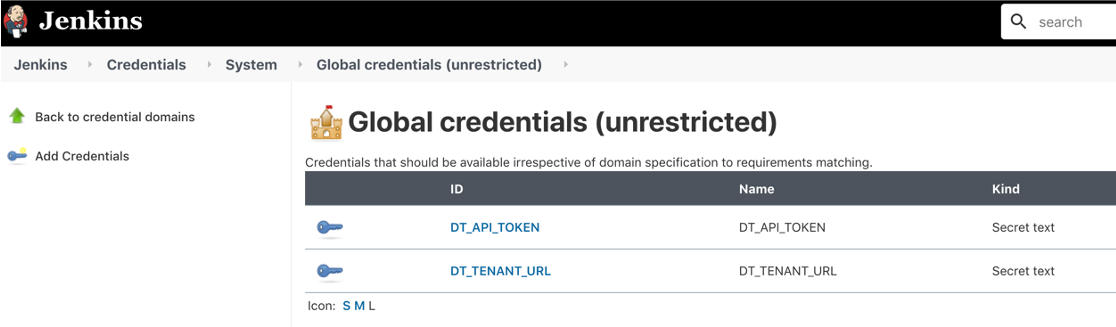 Jenkins
search
Jenkins Credentials System Global credentials (unrestricted)
Back to credential domains
Add Credentials
Global credentials (unrestricted)
Credentials that should be available irrespective of domain specification to requirements matching.
ID Name Kind
DT_API_TOKEN DT_API_TOKEN Secret text
DT_TENANT_URL DT_TENANT_URL Secret text
Icon: S M L